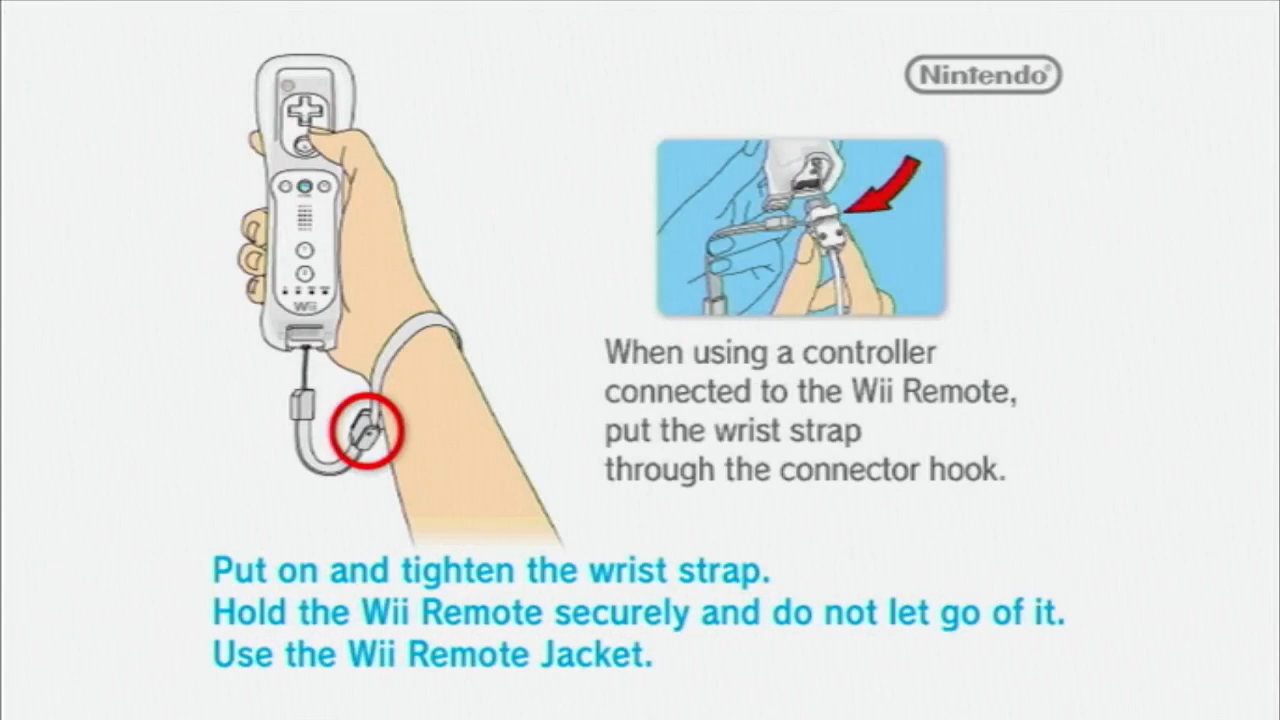 Nintendo®
Wii
When using a controller
connected to the Wii Remote,
put the wrist strap
through the connector hook.
Put on and tighten the wrist strap.
Hold the Wii Remote securely and do not let go of it.
Use the Wii Remote Jacket.